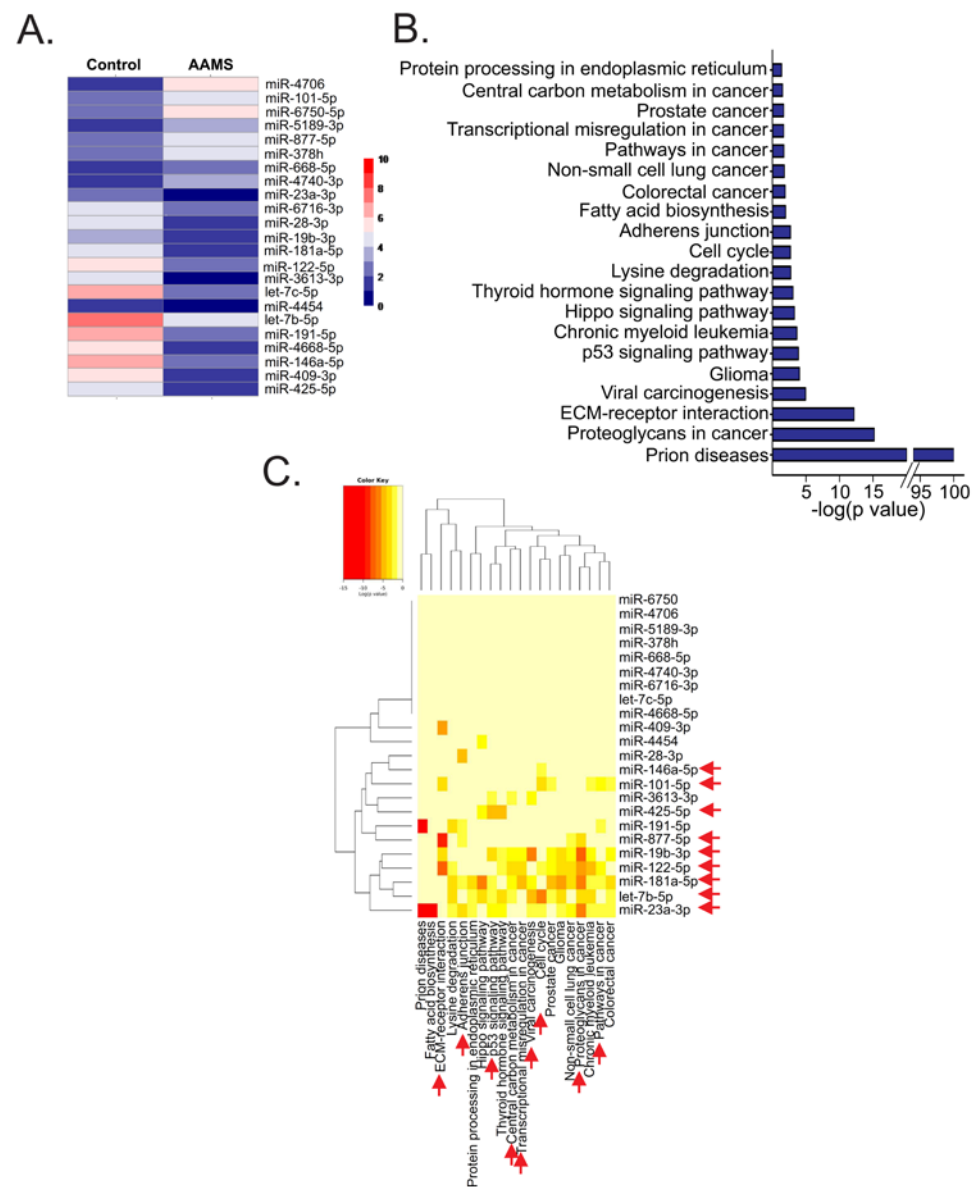 A.
Control AAMS
miR-4706
miR-101-5p
miR-6750-5p
miR-5189-3p
miR-877-5p
miR-378h
miR-668-5p
miR-4740-3p
miR-23a-3p
miR-6716-3p
miR-28-3p
miR-19b-3p
miR-181a-5p
miR-122-5p
miR-3613-3p
let-7c-5p
miR-4454
let-7b-5p
miR-191-5p
miR-4668-5p
miR-146a-5p
miR-409-3p
miR-425-5p
10
8
6
4
2
0
B.
Protein processing in endoplasmic reticulum
Central carbon metabolism in cancer
Prostate cancer
Transcriptional misregulation in cancer
Pathways in cancer
Non-small cell lung cancer
Colorectal cancer
Fatty acid biosynthesis
Adherens junction
Cell cycle
Lysine degradation
Thyroid hormone signaling pathway
Hippo signaling pathway
Chronic myeloid leukemia
p53 signaling pathway
Glioma
Viral carcinogenesis
ECM-receptor interaction
Proteoglycans in cancer
Prion diseases
5 10 15 95 100
-log(p value)
C.
Color Key
-15 -10 -5 0
Log(p value)
miR-6750
miR-4706
miR-5189-3p
miR-378h
miR-668-5p
miR-4740-3p
miR-6716-3p
let-7c-5p
miR-4668-5p
miR-409-3p
miR-4454
miR-28-3p
miR-146a-5p
miR-101-5p
miR-3613-3p
miR-425-5p
miR-191-5p
miR-877-5p
miR-19b-3p
miR-122-5p
miR-181a-5p
let-7b-5p
miR-23a-3p
Prion diseases
Fatty acid biosynthesis
ECM-receptor interaction
Lysine degradation
Adherens junction
Protein processing in endoplasmic reticulum
Hippo signaling pathway
p53 signaling pathway
Thyroid hormone signaling pathway
Central carbon metabolism in cancer
Transcriptional misregulation in cancer
Viral carcinogenesis
Cell cycle
Prostate cancer
Glioma
Non-small cell lung cancer
Proteoglycans in cancer
Chronic myeloid leukemia
Pathways in cancer
Colorectal cancer